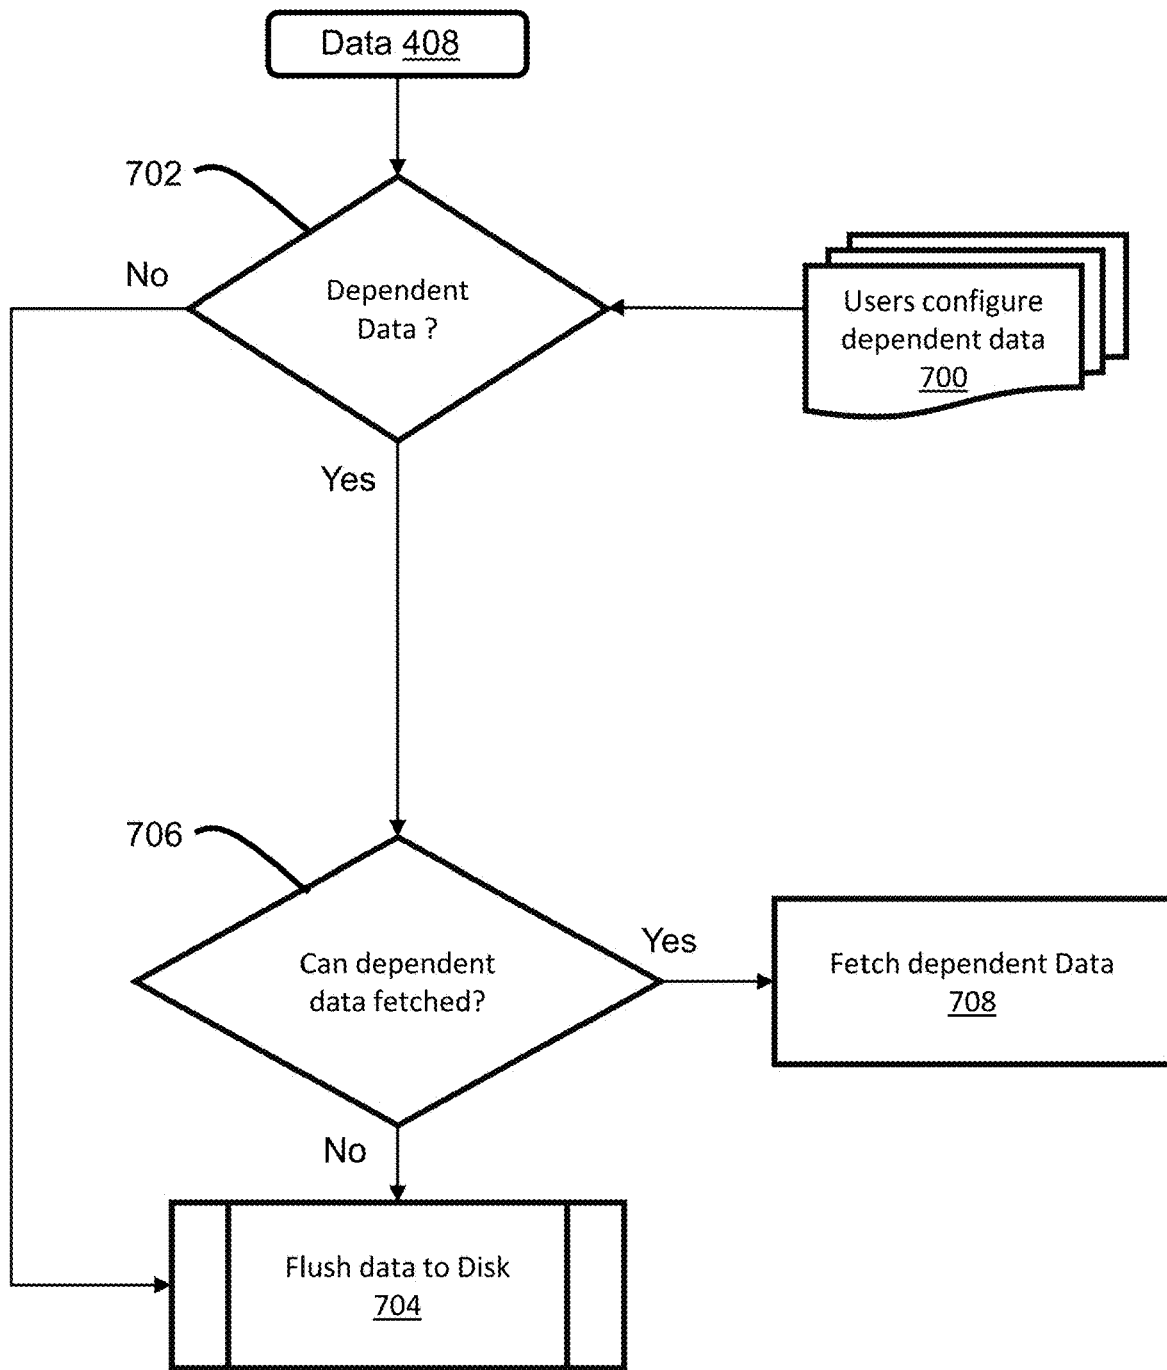 Data 408
702
No
Dependent
Data ?
Users configure
dependent data
700
Yes
706
Can dependent
data fetched?
Yes
Fetch dependent Data
708
No
Flush data to Disk
704